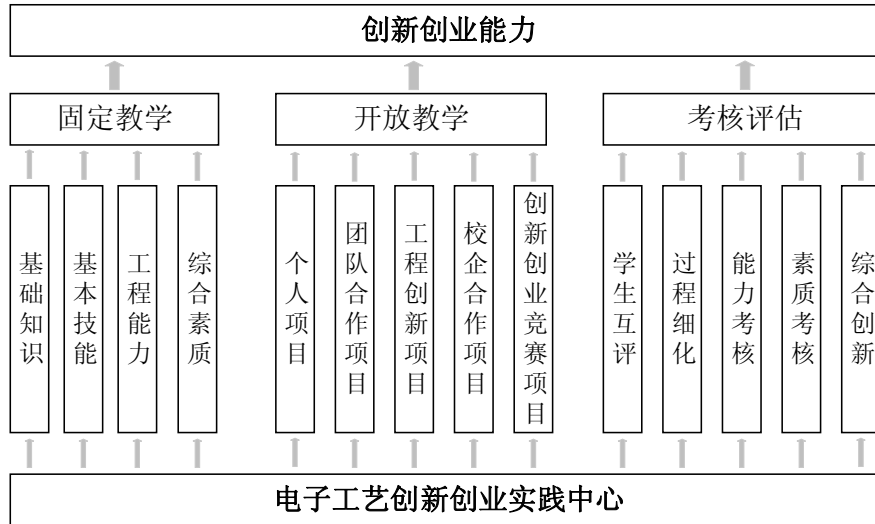 创新创业能力
固定教学
开放教学
考核评估
基础知识
基本技能
工程能力
综合素质
个人项目
团队合作项目
工程创新项目
校企合作项目
创新创业竞赛项目
学生互评
过程细化
能力考核
素质考核
综合创新
电子工艺创新创业实践中心